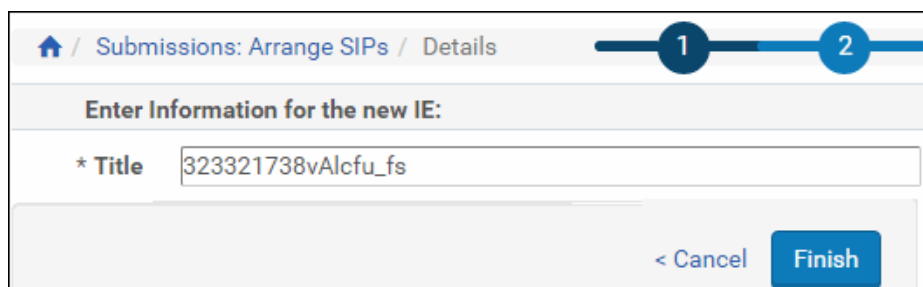 / Submissions: Arrange SIPs / Details 1 2
Enter Information for the new IE:
* Title 323321738vAlcfu_fs
< Cancel Finish